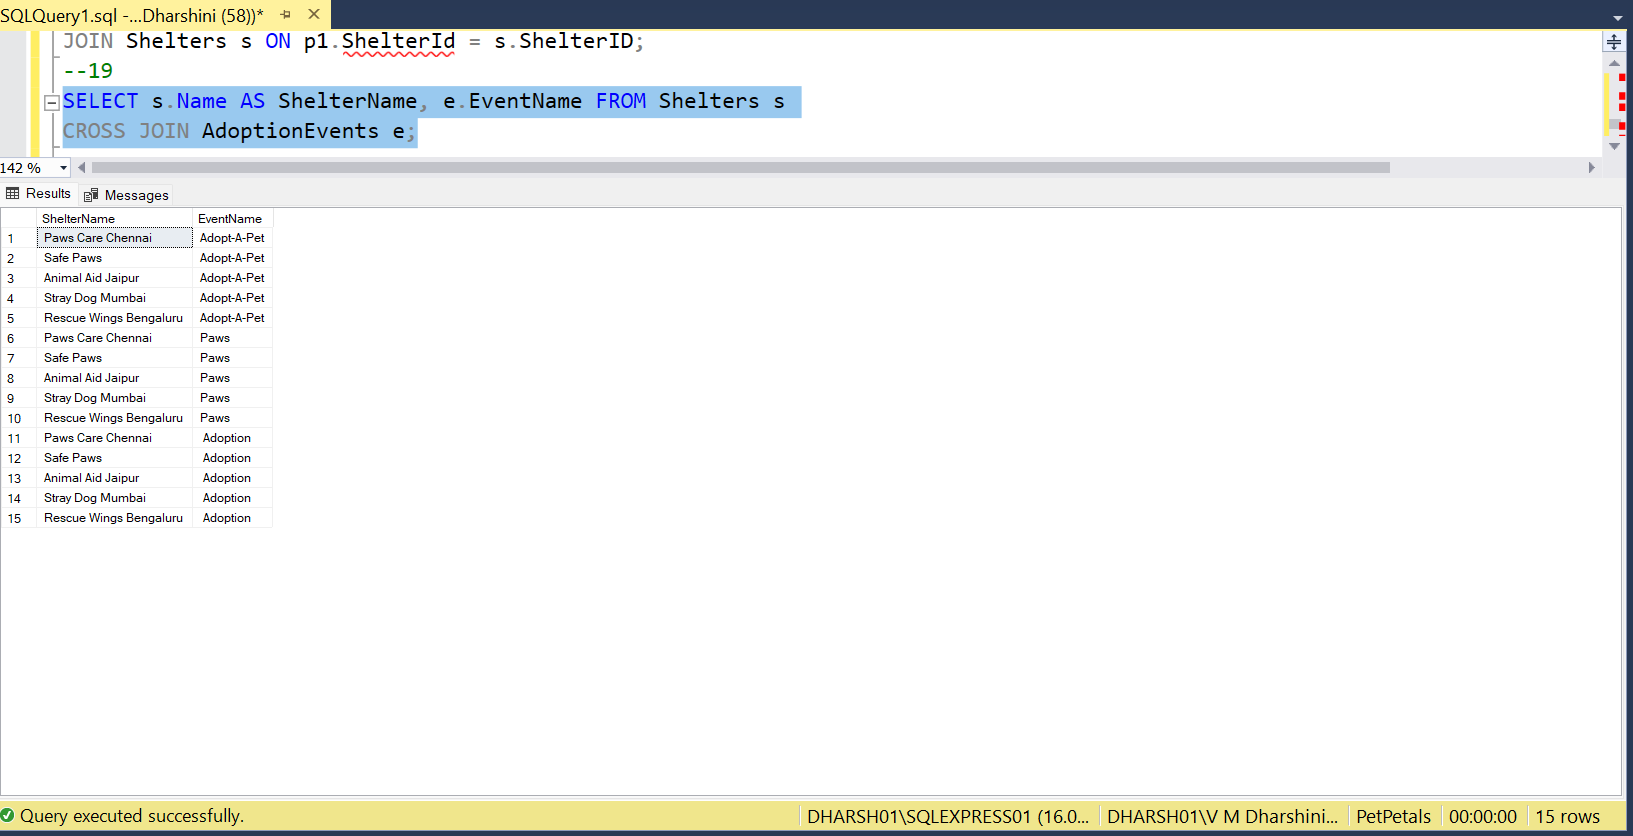 SQLQuery1.sql -...Dharshini (58))*
JOIN Shelters s ON p1.ShelterId = s.ShelterID;
--19
SELECT s.Name AS ShelterName, e.EventName FROM Shelters s
CROSS JOIN AdoptionEvents e;
142 %
Results Messages
ShelterName EventName
1 Paws Care Chennai Adopt-A-Pet
2 Safe Paws Adopt-A-Pet
3 Animal Aid Jaipur Adopt-A-Pet
4 Stray Dog Mumbai Adopt-A-Pet
5 Rescue Wings Bengaluru Adopt-A-Pet
6 Paws Care Chennai Paws
7 Safe Paws Paws
8 Animal Aid Jaipur Paws
9 Stray Dog Mumbai Paws
10 Rescue Wings Bengaluru Paws
11 Paws Care Chennai Adoption
12 Safe Paws Adoption
13 Animal Aid Jaipur Adoption
14 Stray Dog Mumbai Adoption
15 Rescue Wings Bengaluru Adoption
Query executed successfully. DHARSH01\SQLEXPRESS01 (16.0... DHARSH01\V M Dharshini... PetPetals 00:00:00 15 rows